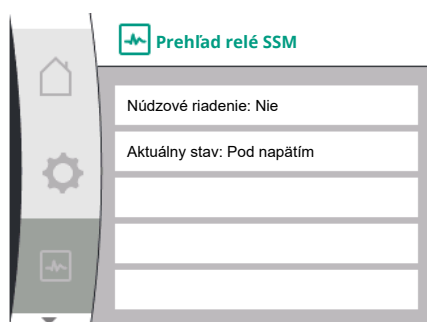 Prehľad relé SSM
Núdzové riadenie: Nie
Aktuálny stav: Pod napätím